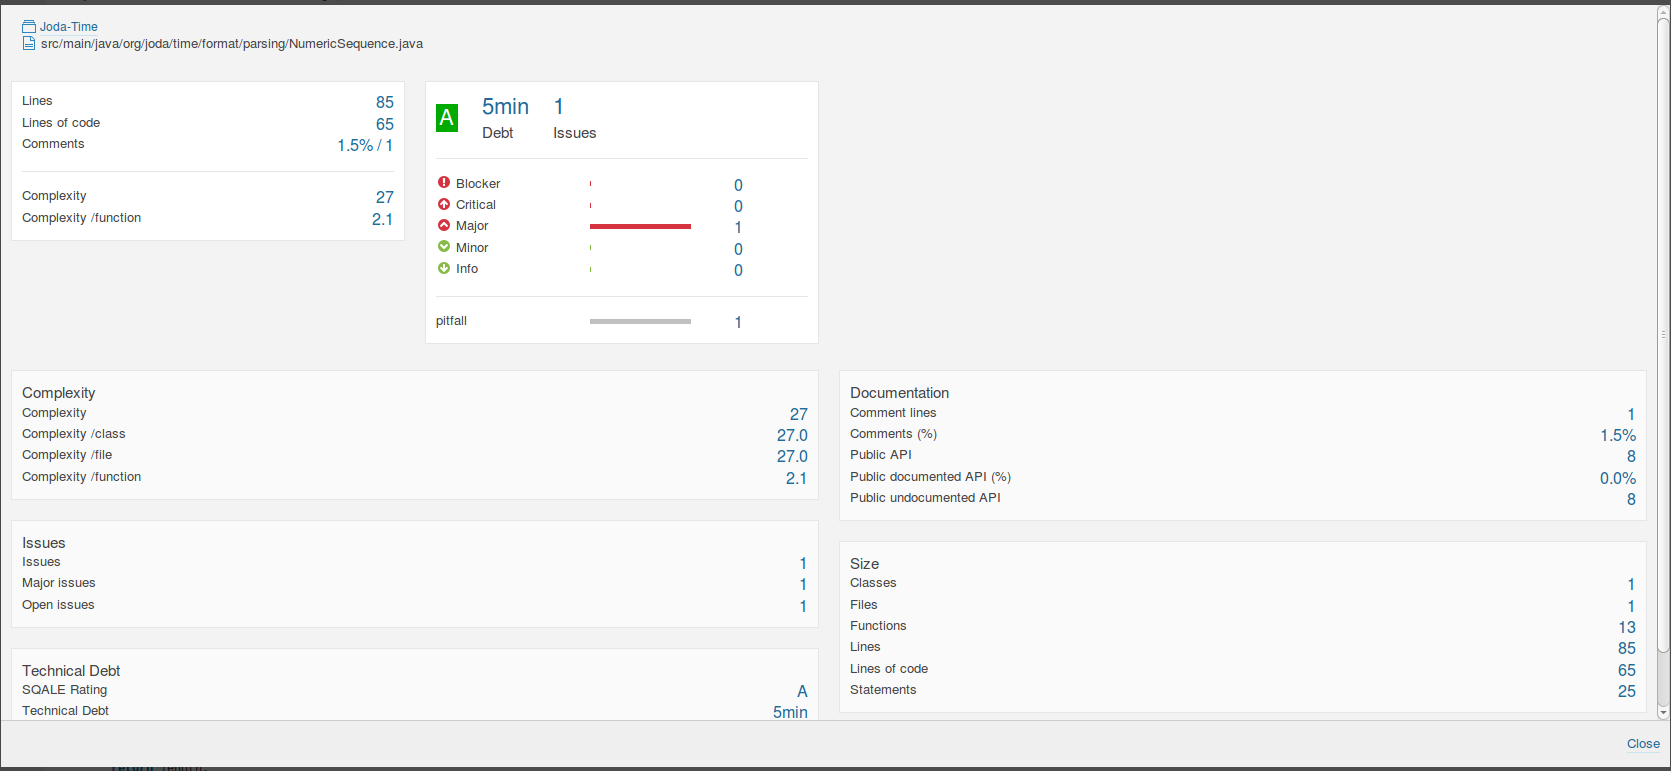 Joda-Time
src/main/java/org/joda/time/format/parsing/NumericSequence.java
Lines 85
Lines of code 65
Comments 1.5% / 1
Complexity 27
Complexity /function 2.1
A 5min 1
Debt Issues
Blocker 0
Critical 0
Major 1
Minor 0
Info 0
pitfall 1
Complexity
Complexity 27
Complexity /class 27.0
Complexity /file 27.0
Complexity /function 2.1
Issues
Issues 1
Major issues 1
Open issues 1
Technical Debt
SQALE Rating A
Technical Debt 5min
Documentation
Comment lines 1
Comments (%) 1.5%
Public API 8
Public documented API (%) 0.0%
Public undocumented API 8
Size
Classes 1
Files 1
Functions 13
Lines 85
Lines of code 65
Statements 25
Close